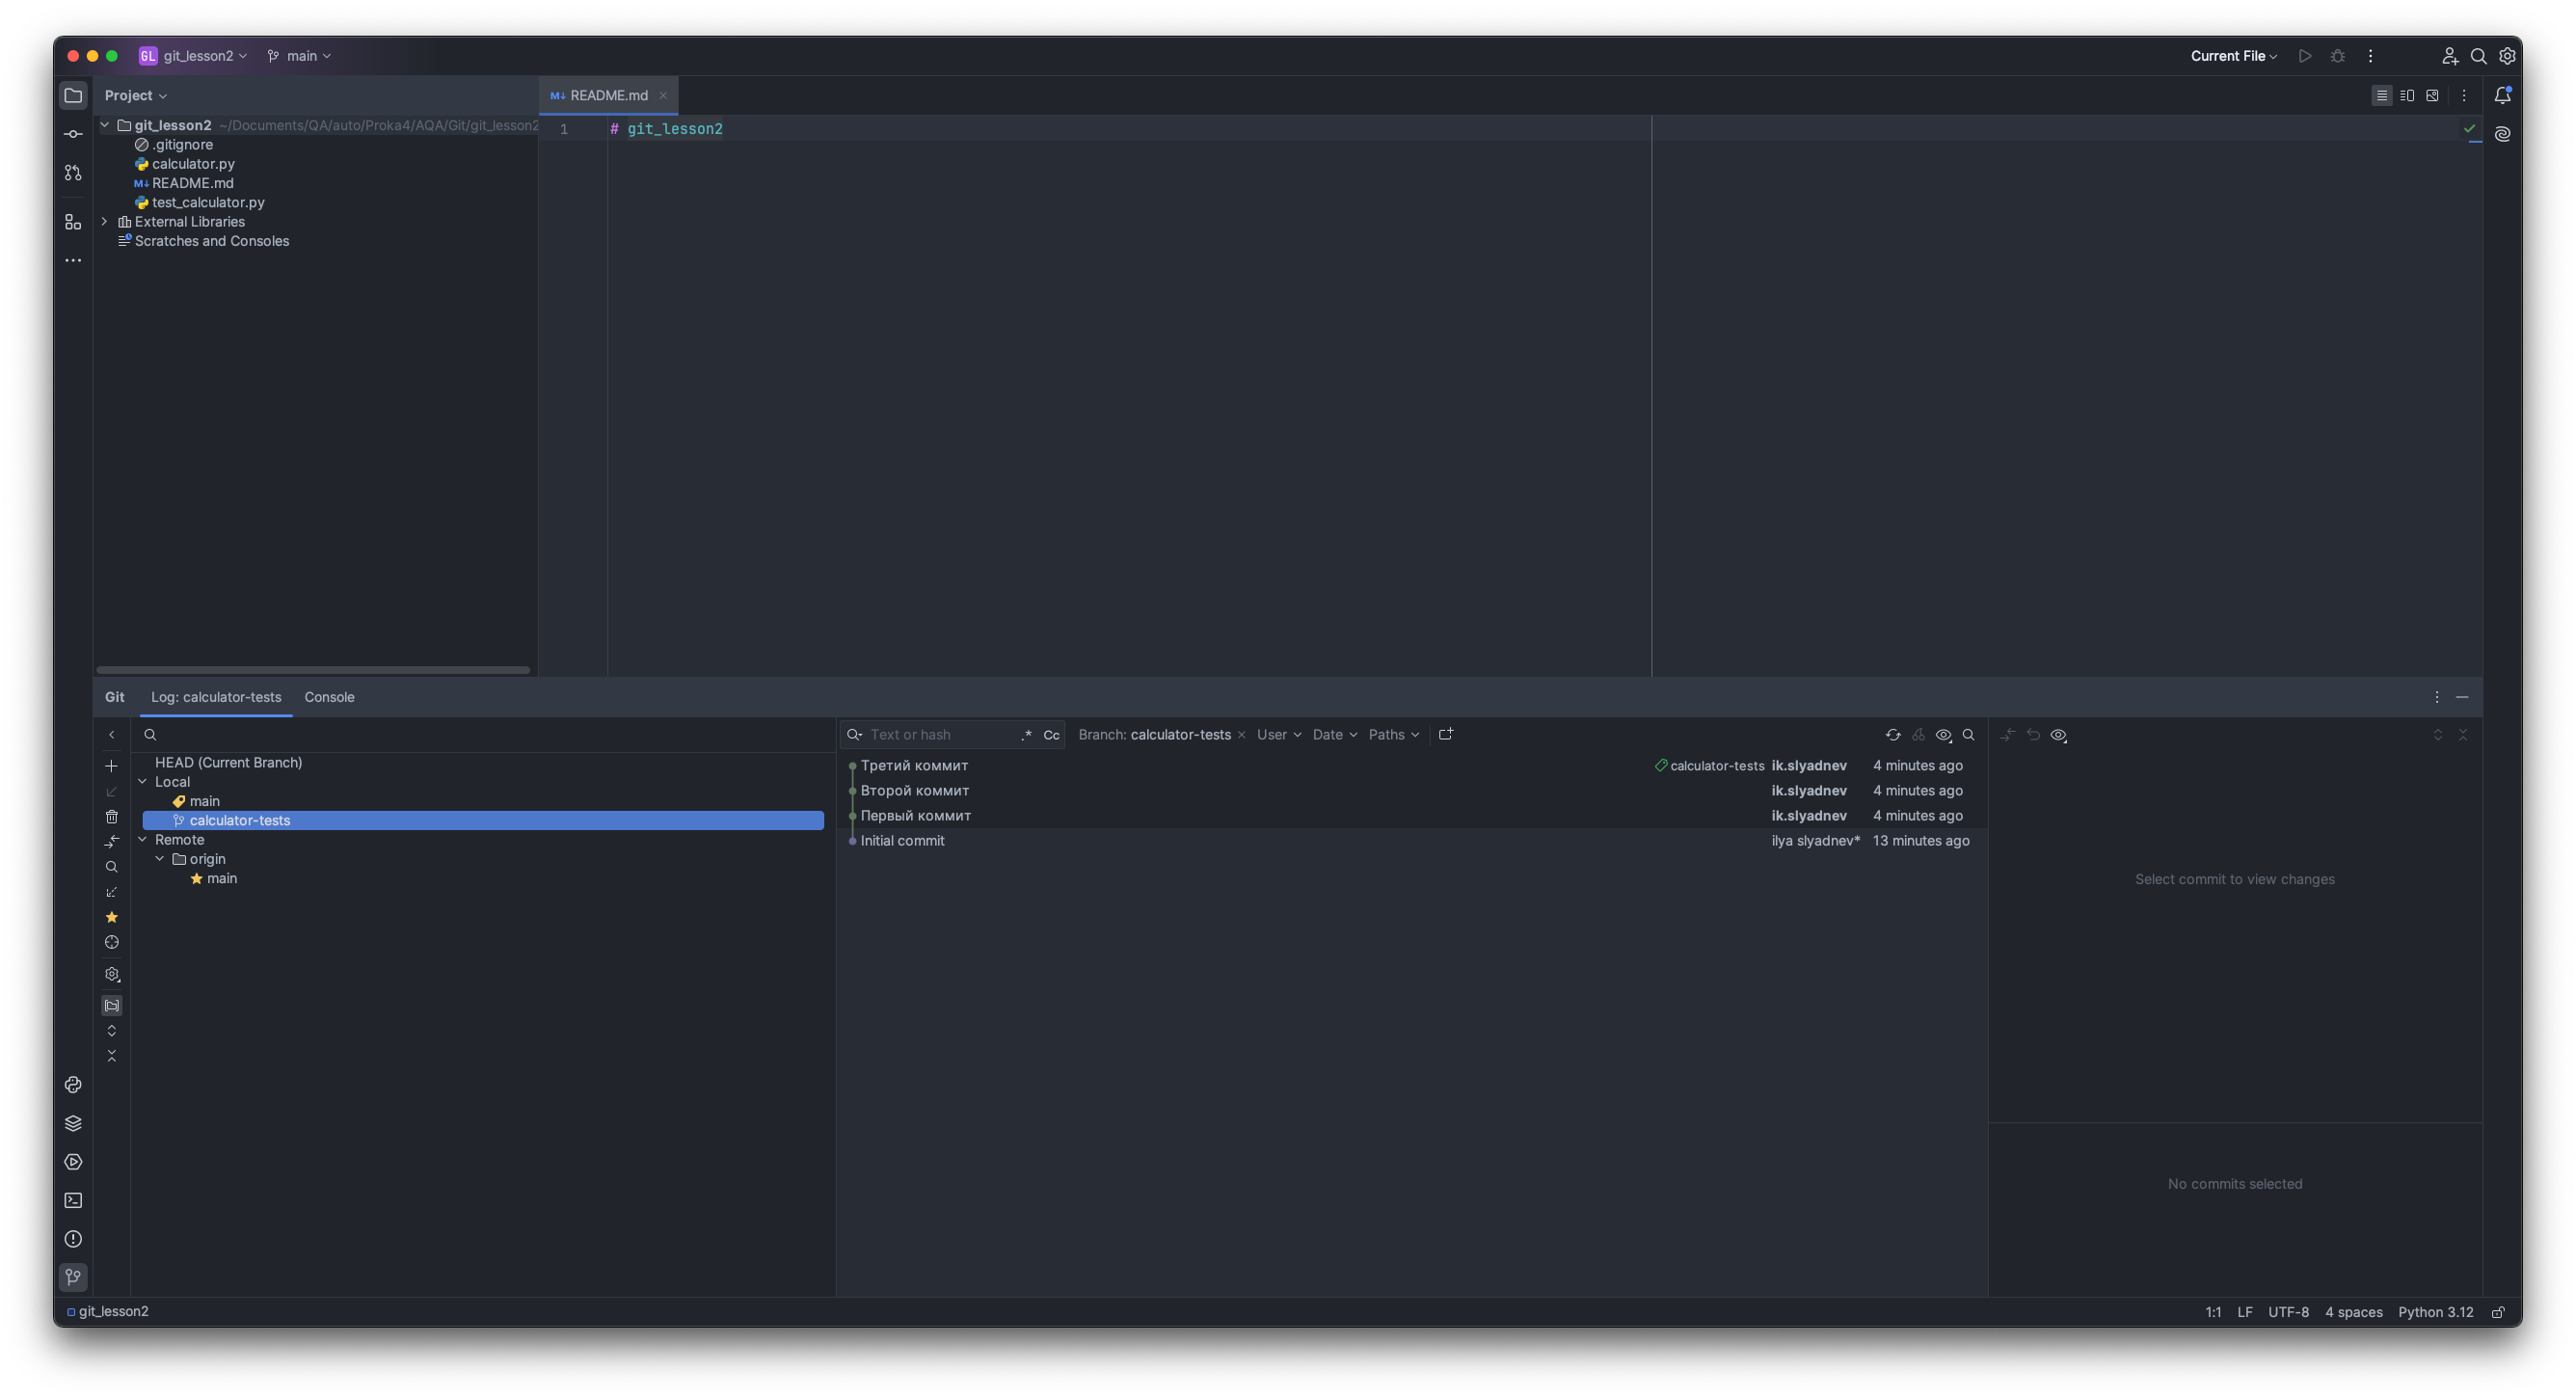 GL git_lesson2 main Current File
Project
README.md
git_lesson2 ~/Documents/QA/auto/Proka4/AQA/Git/git_lesson2
.gitignore
calculator.py
README.md
test_calculator.py
External Libraries
Scratches and Consoles
1 # git_lesson2
Git Log: calculator-tests Console
Text or hash .* Cc Branch: calculator-tests User Date Paths
HEAD (Current Branch)
Local
main
calculator-tests
Remote
origin
main
Третий коммит calculator-tests ik.slyadnev 4 minutes ago
Второй коммит ik.slyadnev 4 minutes ago
Первый коммит ik.slyadnev 4 minutes ago
Initial commit ilya slyadnev* 13 minutes ago
Select commit to view changes
No commits selected
git_lesson2 1:1 LF UTF-8 4 spaces Python 3.12